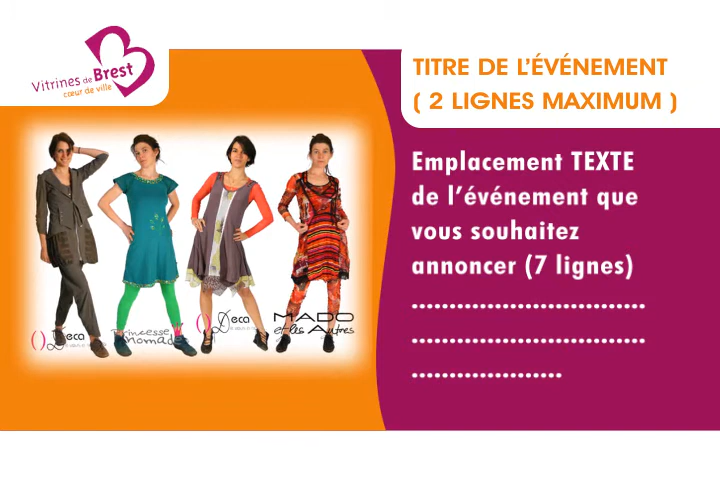 Vitrines de Brest
cœur de ville
TITRE DE L'ÉVÉNEMENT
( 2 LIGNES MAXIMUM )
Emplacement TEXTE
de l'événement que
vous souhaitez
annoncer (7 lignes)
...............................
...............................
....................
() Deca
Princesse
nomade
() Deca
MADO
et les Autres